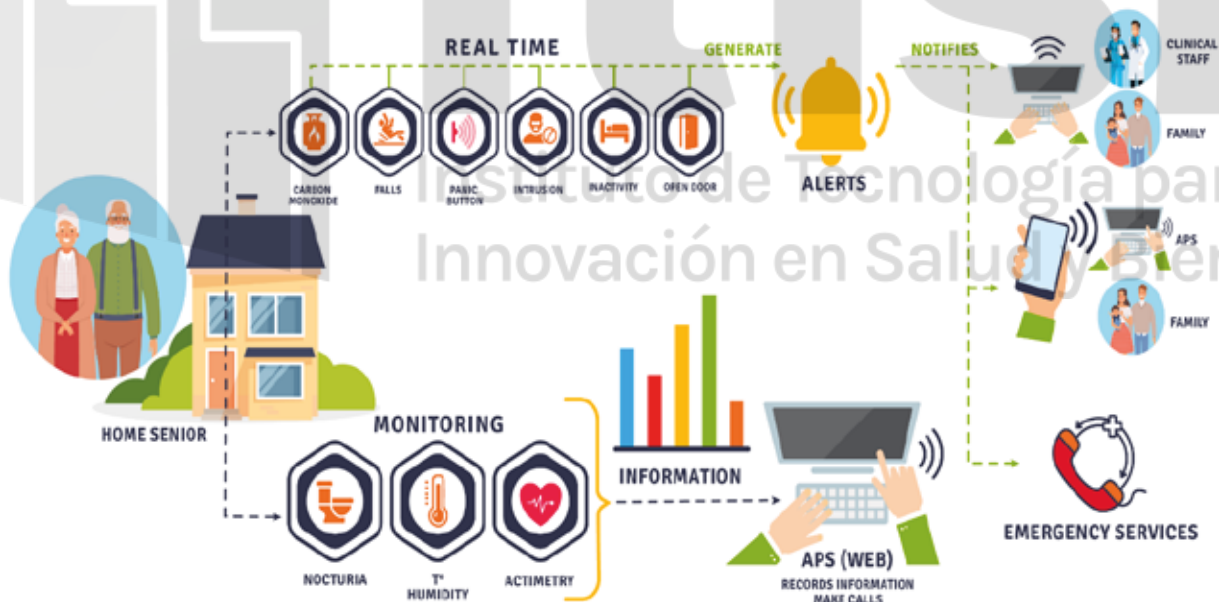 REAL TIME
GENERATE
NOTIFIES
CLINICAL
STAFF
FAMILY
CARBON
MONOXIDE
FALLS
PANIC
BUTTON
INTRUSION
INACTIVITY
OPEN DOOR
ALERTS
Instituto de Tecnología par
Innovación en Salud y Bien
APS
FAMILY
HOME SENIOR
MONITORING
INFORMATION
NOCTURIA
T°
HUMIDITY
ACTIMETRY
APS (WEB)
RECORDS INFORMATION
MAKE CALLS
EMERGENCY SERVICES